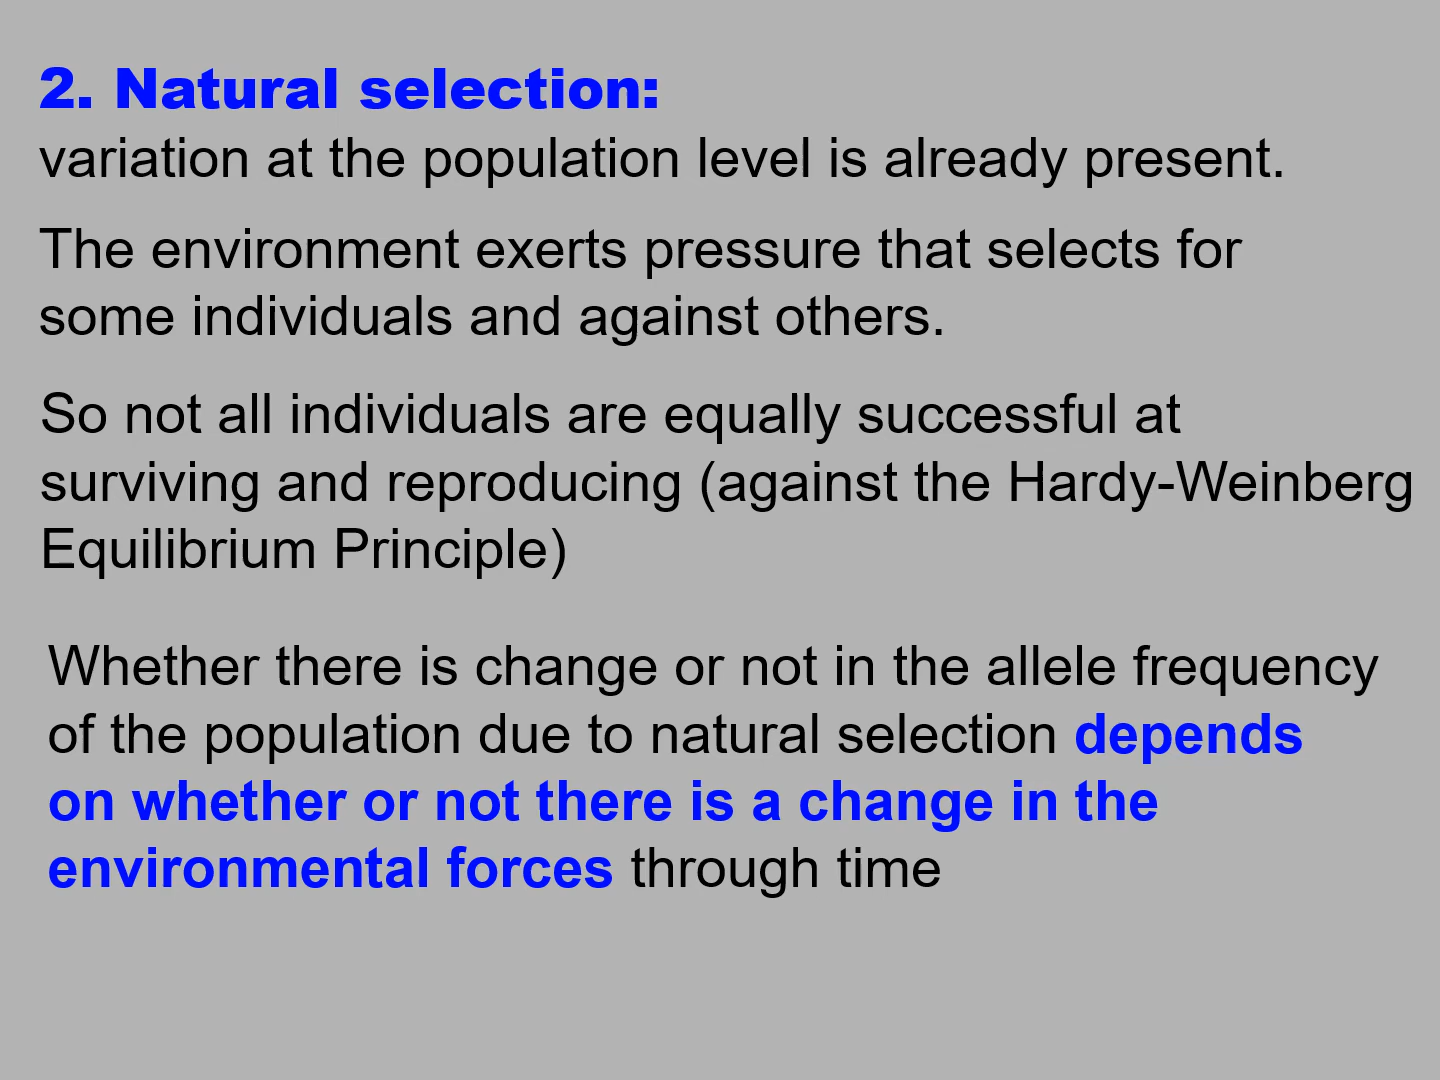 2. Natural selection:
variation at the population level is already present.
The environment exerts pressure that selects for
some individuals and against others.
So not all individuals are equally successful at
surviving and reproducing (against the Hardy-Weinberg
Equilibrium Principle)
Whether there is change or not in the allele frequency
of the population due to natural selection depends
on whether or not there is a change in the
environmental forces through time